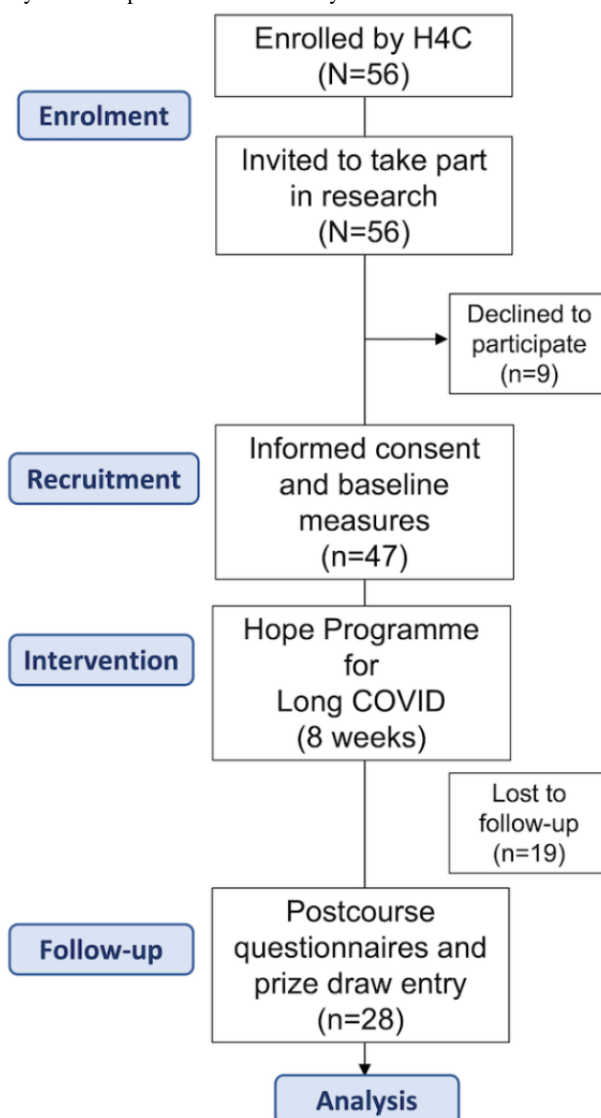 Enrolled by H4C
(N=56)
Enrolment
Invited to take part
in research
(N=56)
Declined to
participate
(n=9)
Recruitment
Informed consent
and baseline
measures
(n=47)
Intervention
Hope Programme
for
Long COVID
(8 weeks)
Lost to
follow-up
(n=19)
Follow-up
Postcourse
questionnaires and
prize draw entry
(n=28)
Analysis